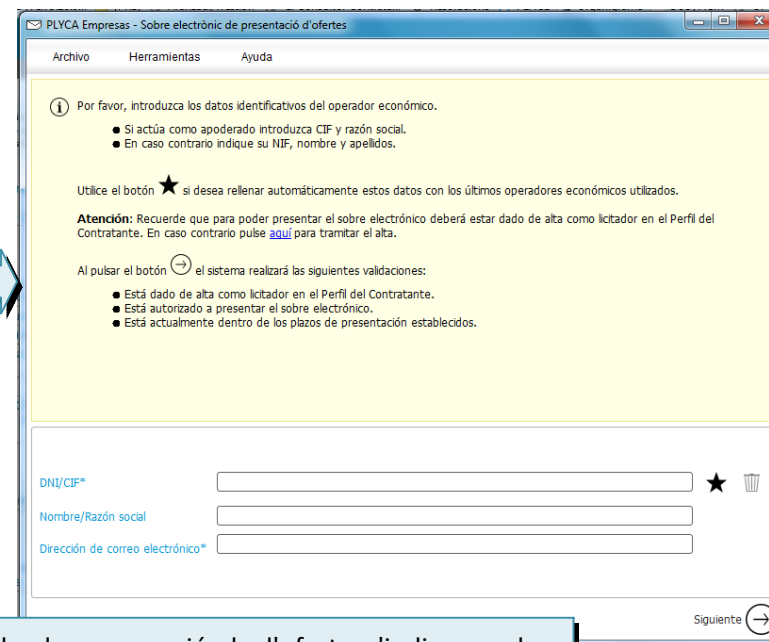 PLYCA Empresas - Sobre electrònic de presentació d'ofertes
Archivo Herramientas Ayuda
Por favor, introduzca los datos identificativos del operador económico.
Si actúa como apoderado introduzca CIF y razón social.
En caso contrario indique su NIF, nombre y apellidos.
Utilice el botón ★ si desea rellenar automáticamente estos datos con los últimos operadores económicos utilizados.
Atención: Recuerde que para poder presentar el sobre electrónico deberá estar dado de alta como licitador en el Perfil del
Contratante. En caso contrario pulse aquí para tramitar el alta.
Al pulsar el botón → el sistema realizará las siguientes validaciones:
Está dado de alta como licitador en el Perfil del Contratante.
Está autorizado a presentar el sobre electrónico.
Está actualmente dentro de los plazos de presentación establecidos.
DNI/CIF*
Nombre/Razón social
Dirección de correo electrónico*
Siguiente